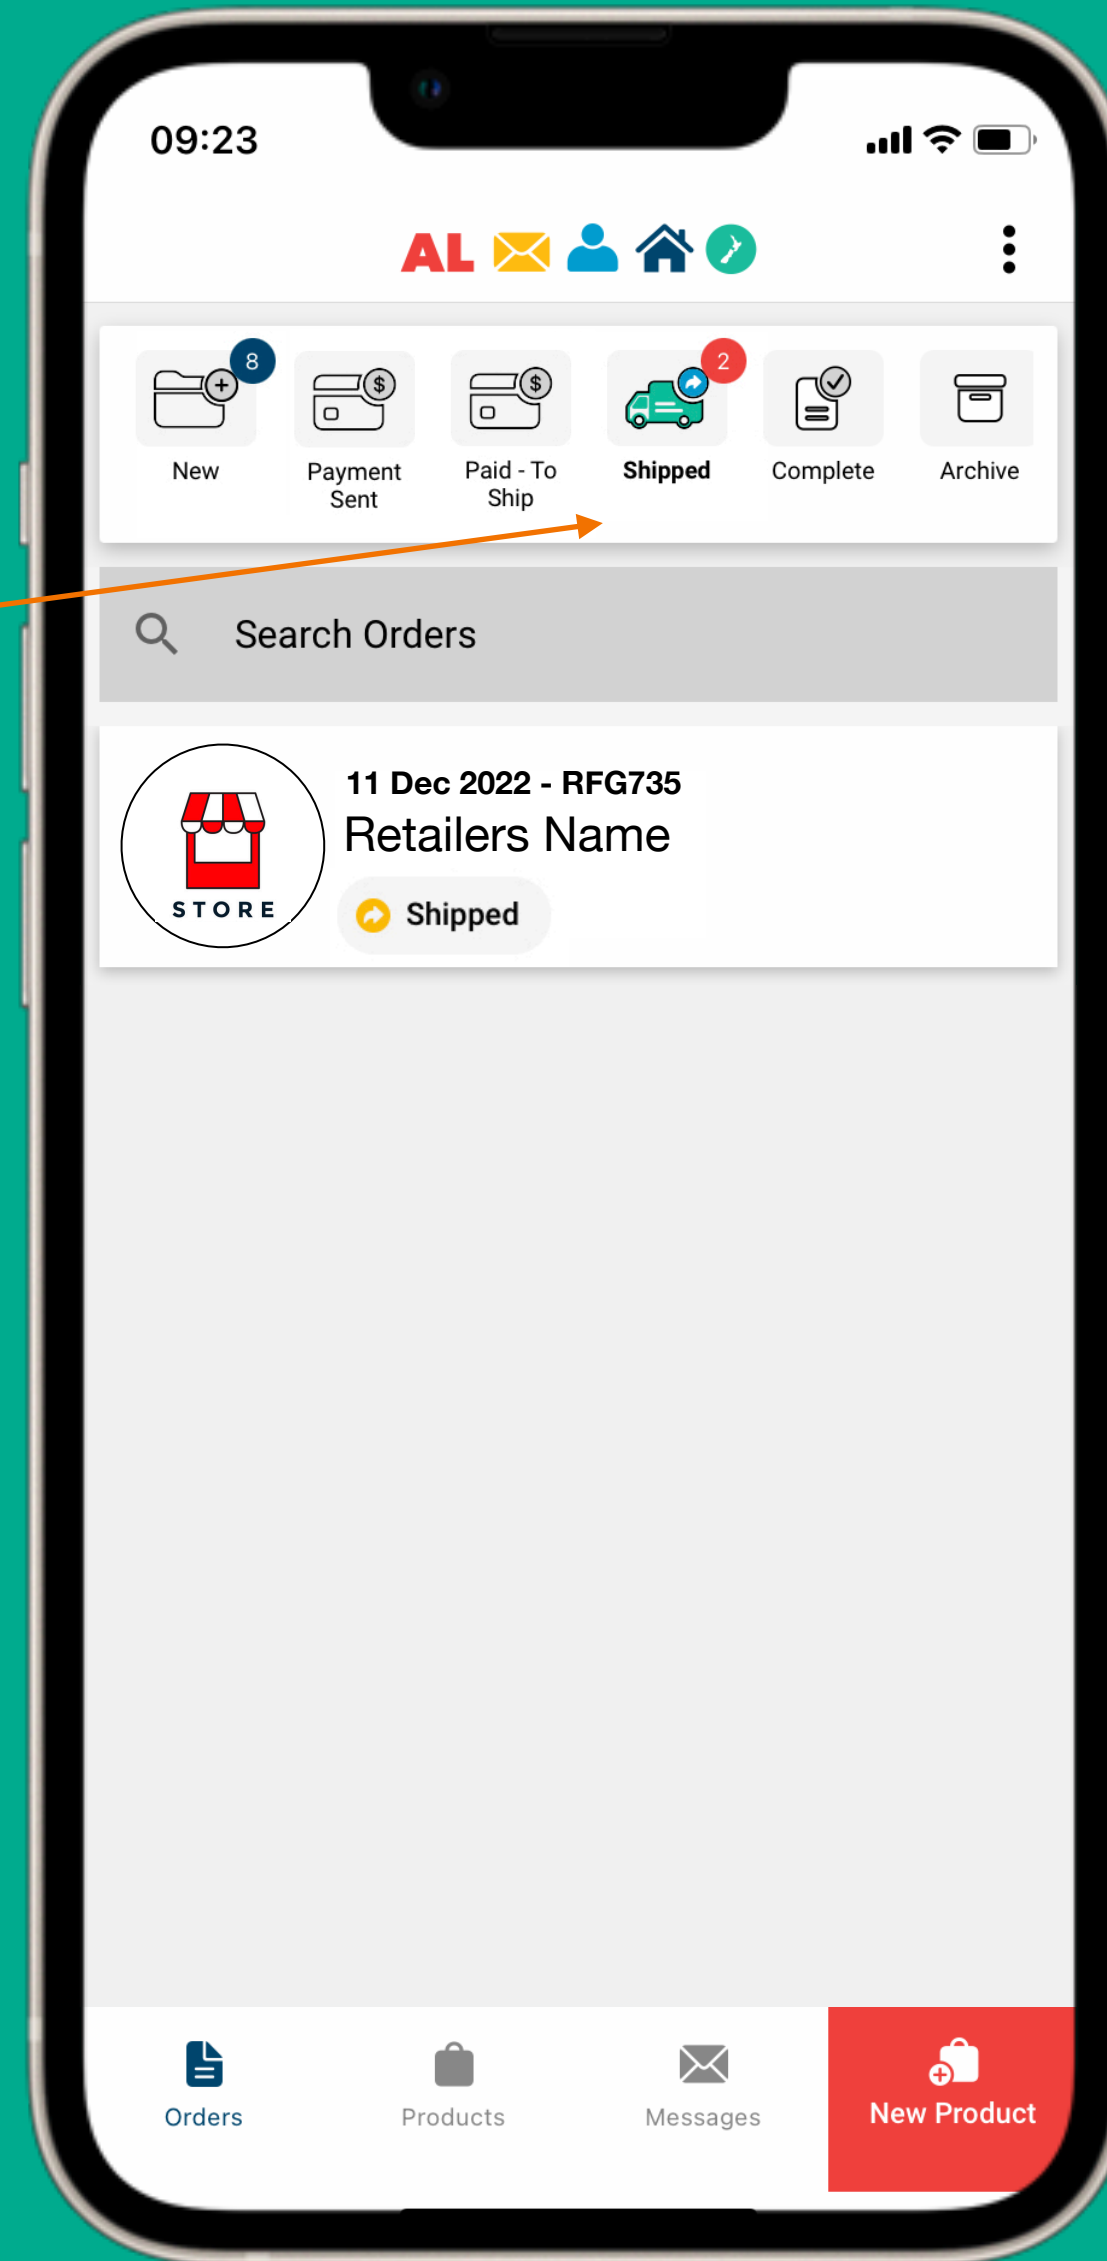 09:23
AL
8
2
New
Payment
Sent
Paid - To
Ship
Shipped
Complete
Archive
Search Orders
STORE
11 Dec 2022 - RFG735
Retailers Name
Shipped
Orders
Products
Messages
New Product